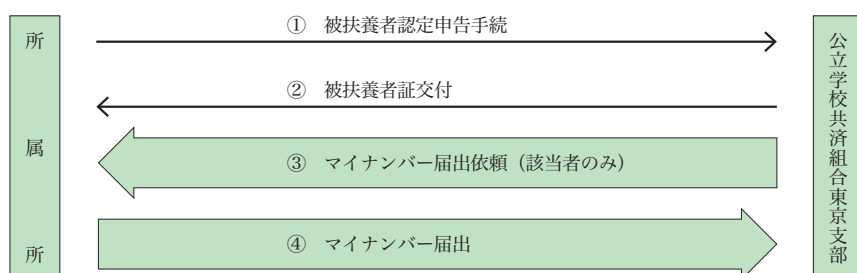 所属所
① 被扶養者認定申告手続
② 被扶養者証交付
③ マイナンバー届出依頼（該当者のみ）
④ マイナンバー届出
公立学校共済組合東京支部